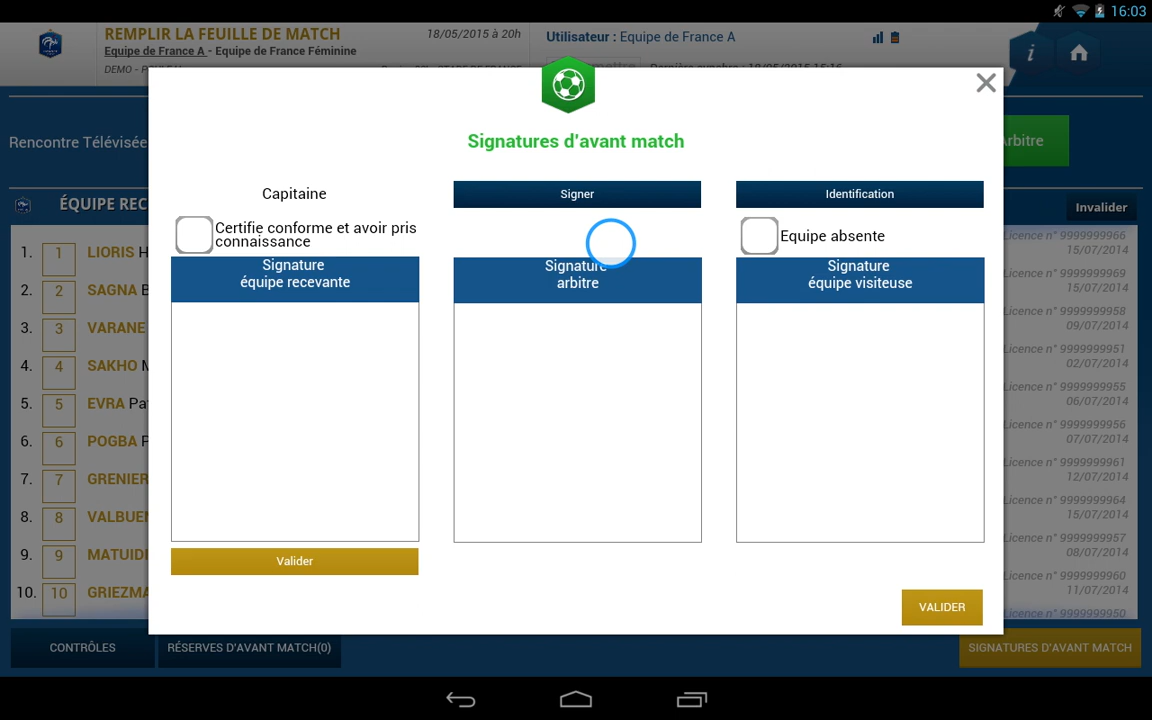 16:03
REMPLIR LA FEUILLE DE MATCH
18/05/2015 à 20h
Equipe de France A - Equipe de France Féminine
Utilisateur : Equipe de France A
DEMO -
Signatures d'avant match
Rencontre Télévisée
Arbitre
Capitaine
Signer
Identification
ÉQUIPE REC
Invalider
Certifie conforme et avoir pris
connaissance
Equipe absente
Signature
équipe recevante
Signature
arbitre
Signature
équipe visiteuse
1. 1 LIORIS H
Licence n° 9999999966
15/07/2014
2. 2 SAGNA B
Licence n° 9999999969
15/07/2014
3. 3 VARANE
Licence n° 9999999958
09/07/2014
4. 4 SAKHO M
Licence n° 9999999951
02/07/2014
5. 5 EVRA Pat
Licence n° 9999999955
06/07/2014
6. 6 POGBA P
Licence n° 9999999956
07/07/2014
7. 7 GRENIER
Licence n° 9999999961
12/07/2014
8. 8 VALBUEN
Licence n° 9999999964
15/07/2014
9. 9 MATUIDI
Licence n° 9999999957
08/07/2014
10. 10 GRIEZMA
Licence n° 9999999960
11/07/2014
Licence n° 9999999950
Valider
VALIDER
CONTRÔLES
RÉSERVES D'AVANT MATCH(0)
SIGNATURES D'AVANT MATCH